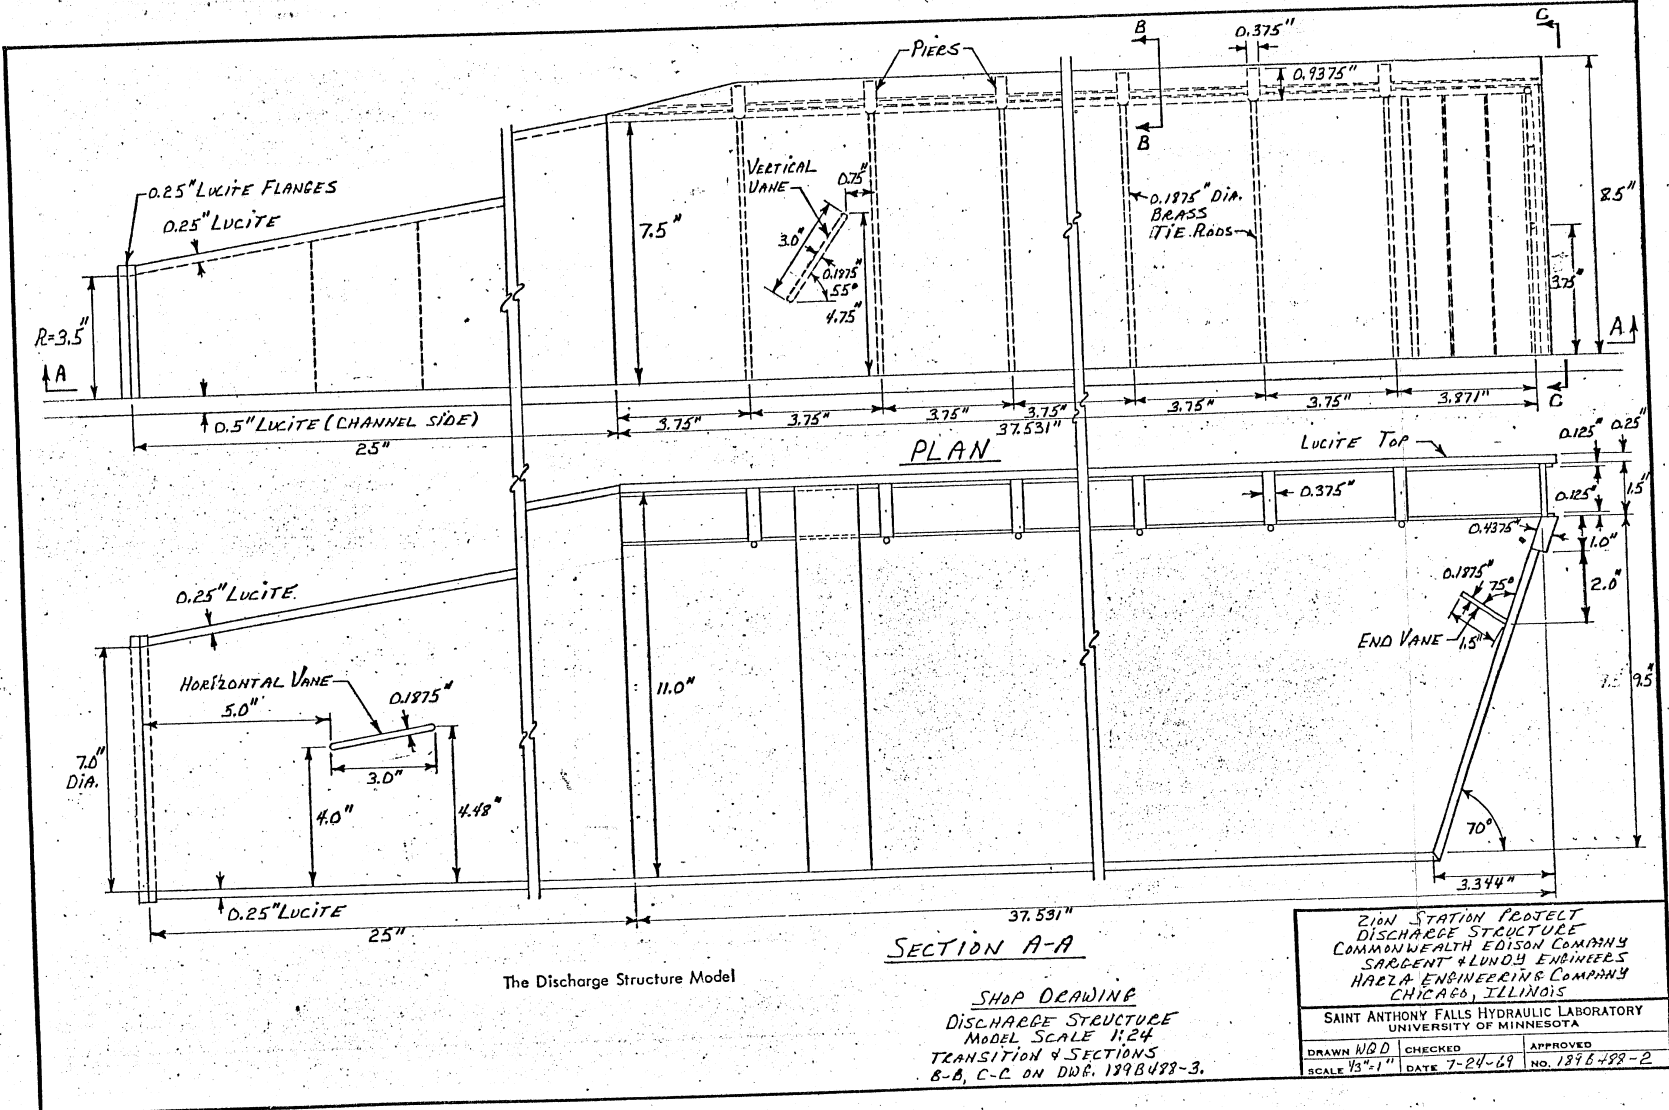 B
C
0.375"
PIERS
0.9375"
B
0.25" LUCITE FLANGES
0.25" LUCITE
VERTICAL
VANE
0.75"
7.5"
3.0"
0.1875"
55°
4.75"
0.1875" DIA.
BRASS
TIE RODS
8.5"
3.75"
R=3.5"
A
A
0.5" LUCITE (CHANNEL SIDE)
3.75"
3.75"
3.75"
3.75"
3.75"
3.75"
3.871"
C
25"
37.531"
PLAN
LUCITE TOP
0.125"
0.25"
0.375"
0.125"
1.5"
0.4375"
1.0"
0.1875"
75°
2.0"
END VANE
1.5"
0.25" LUCITE
HORIZONTAL VANE
5.0"
0.1875"
11.0"
9.5"
7.0"
DIA.
3.0"
4.0"
4.48"
70°
3.344"
0.25" LUCITE
25"
37.531"
SECTION A-A
The Discharge Structure Model
SHOP DRAWING
DISCHARGE STRUCTURE
MODEL SCALE 1:24
TRANSITION & SECTIONS
B-B, C-C ON DWG. 189B488-3.
ZION STATION PROJECT
DISCHARGE STRUCTURE
COMMONWEALTH EDISON COMPANY
SARGENT & LUNDY ENGINEERS
HARZA ENGINEERING COMPANY
CHICAGO, ILLINOIS
SAINT ANTHONY FALLS HYDRAULIC LABORATORY
UNIVERSITY OF MINNESOTA
DRAWN WQD CHECKED APPROVED
SCALE 1/3"=1" DATE 7-24-69 NO. 189B488-2